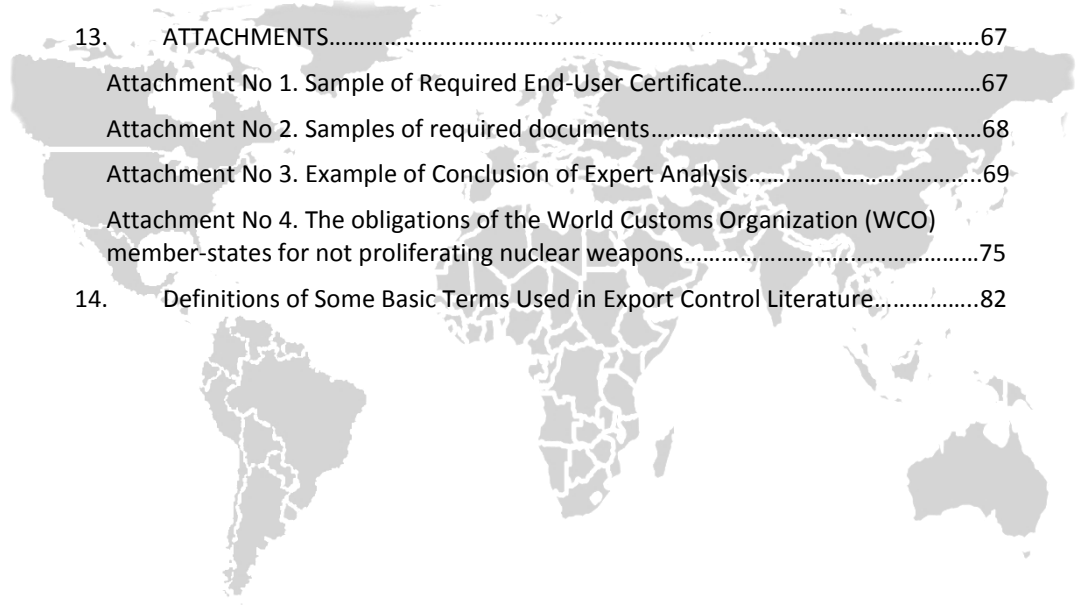 13. ATTACHMENTS……………………………………………………………………………………67
Attachment No 1. Sample of Required End-User Certificate………………………………67
Attachment No 2. Samples of required documents…………………………………………..68
Attachment No 3. Example of Conclusion of Expert Analysis……………………………..69
Attachment No 4. The obligations of the World Customs Organization (WCO)
member-states for not proliferating nuclear weapons………………………………………75
14. Definitions of Some Basic Terms Used in Export Control Literature……………..82